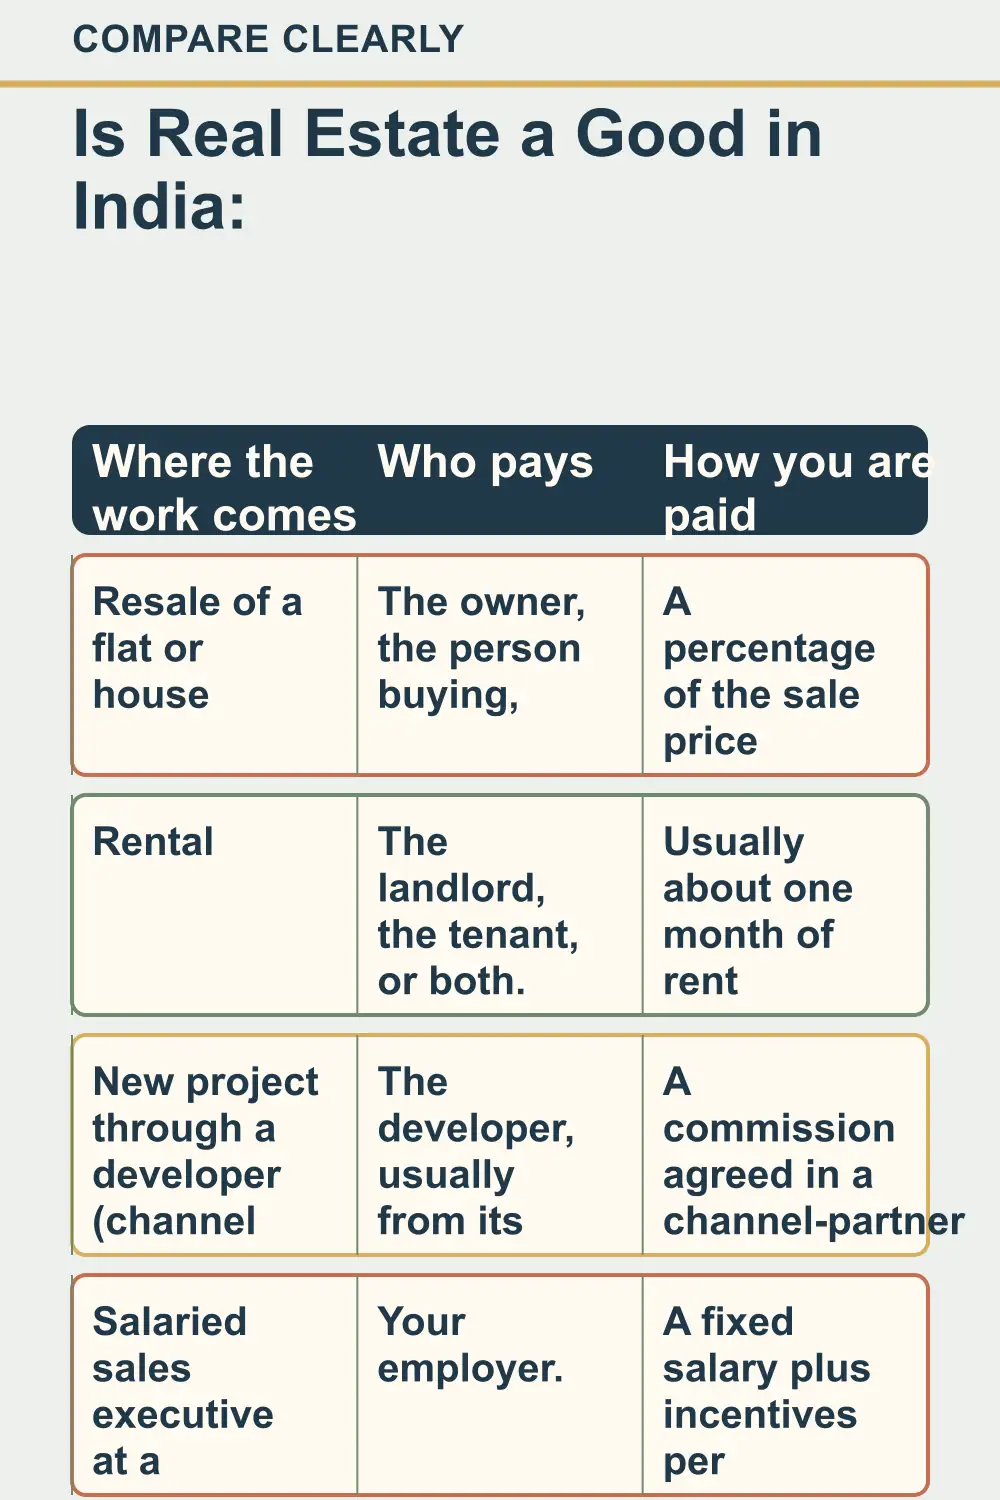 COMPARE CLEARLY
Is Real Estate a Good in
India:
Where the
work comes
Who pays
How you are
paid
Resale of a
flat or
house
The owner,
the person
buying,
A
percentage
of the sale
price
Rental
The
landlord,
the tenant,
or both.
Usually
about one
month of
rent
New project
through a
developer
(channel
The
developer,
usually
from its
A
commission
agreed in a
channel-partner
Salaried
sales
executive
at a
Your
employer.
A fixed
salary plus
incentives
per